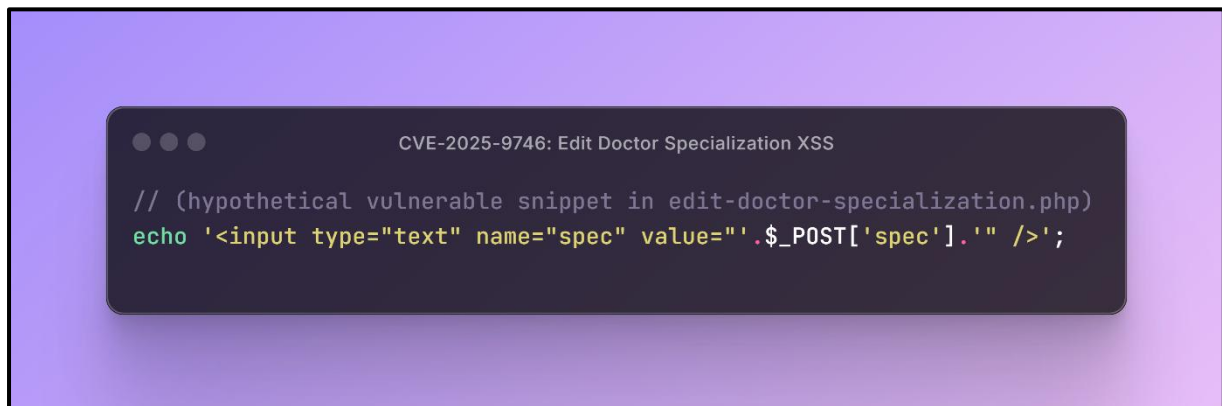 CVE-2025-9746: Edit Doctor Specialization XSS
// (hypothetical vulnerable snippet in edit-doctor-specialization.php)
echo '<input type="text" name="spec" value="'.$_POST['spec'].'" />';